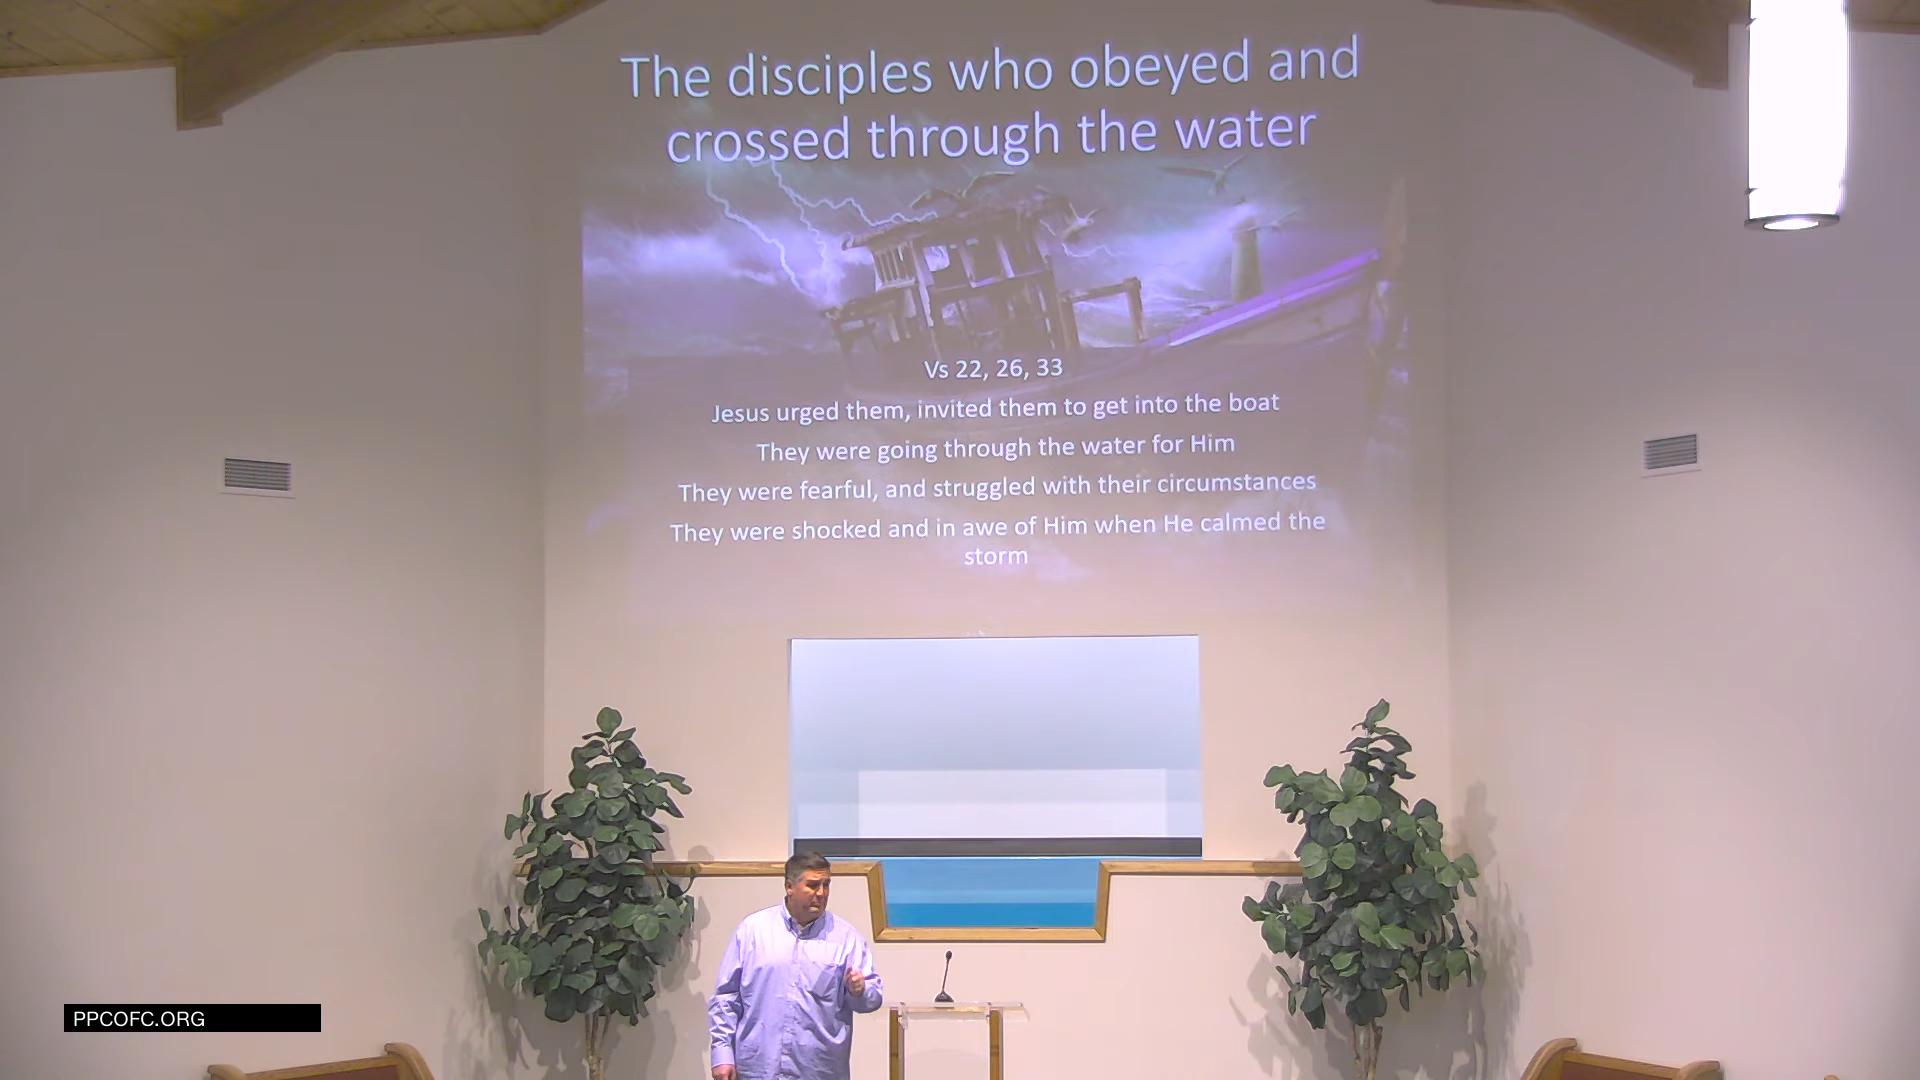 The disciples who obeyed and
crossed through the water
Vs 22, 26, 33
Jesus urged them, invited them to get into the boat
They were going through the water for Him
They were fearful, and struggled with their circumstances
They were shocked and in awe of Him when He calmed the
storm
PPCOFC.ORG